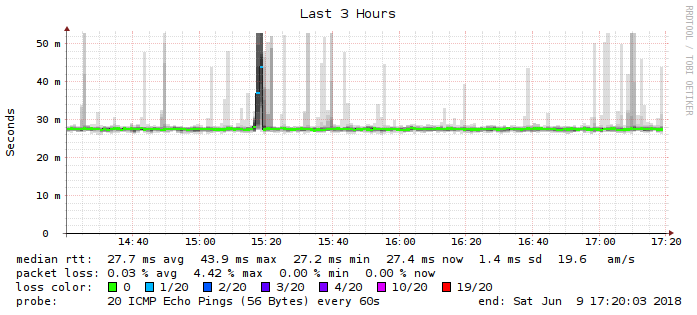 Last 3 Hours
RRDTOOL / TOBI OETIKER
Seconds
50 m
40 m
30 m
20 m
10 m
0
14:40 15:00 15:20 15:40 16:00 16:20 16:40 17:00 17:20
median rtt: 27.7 ms avg 43.9 ms max 27.2 ms min 27.4 ms now 1.4 ms sd 19.6 am/s
packet loss: 0.03 % avg 4.42 % max 0.00 % min 0.00 % now
loss color: 0 1/20 2/20 3/20 4/20 10/20 19/20
probe: 20 ICMP Echo Pings (56 Bytes) every 60s end: Sat Jun 9 17:20:03 2018